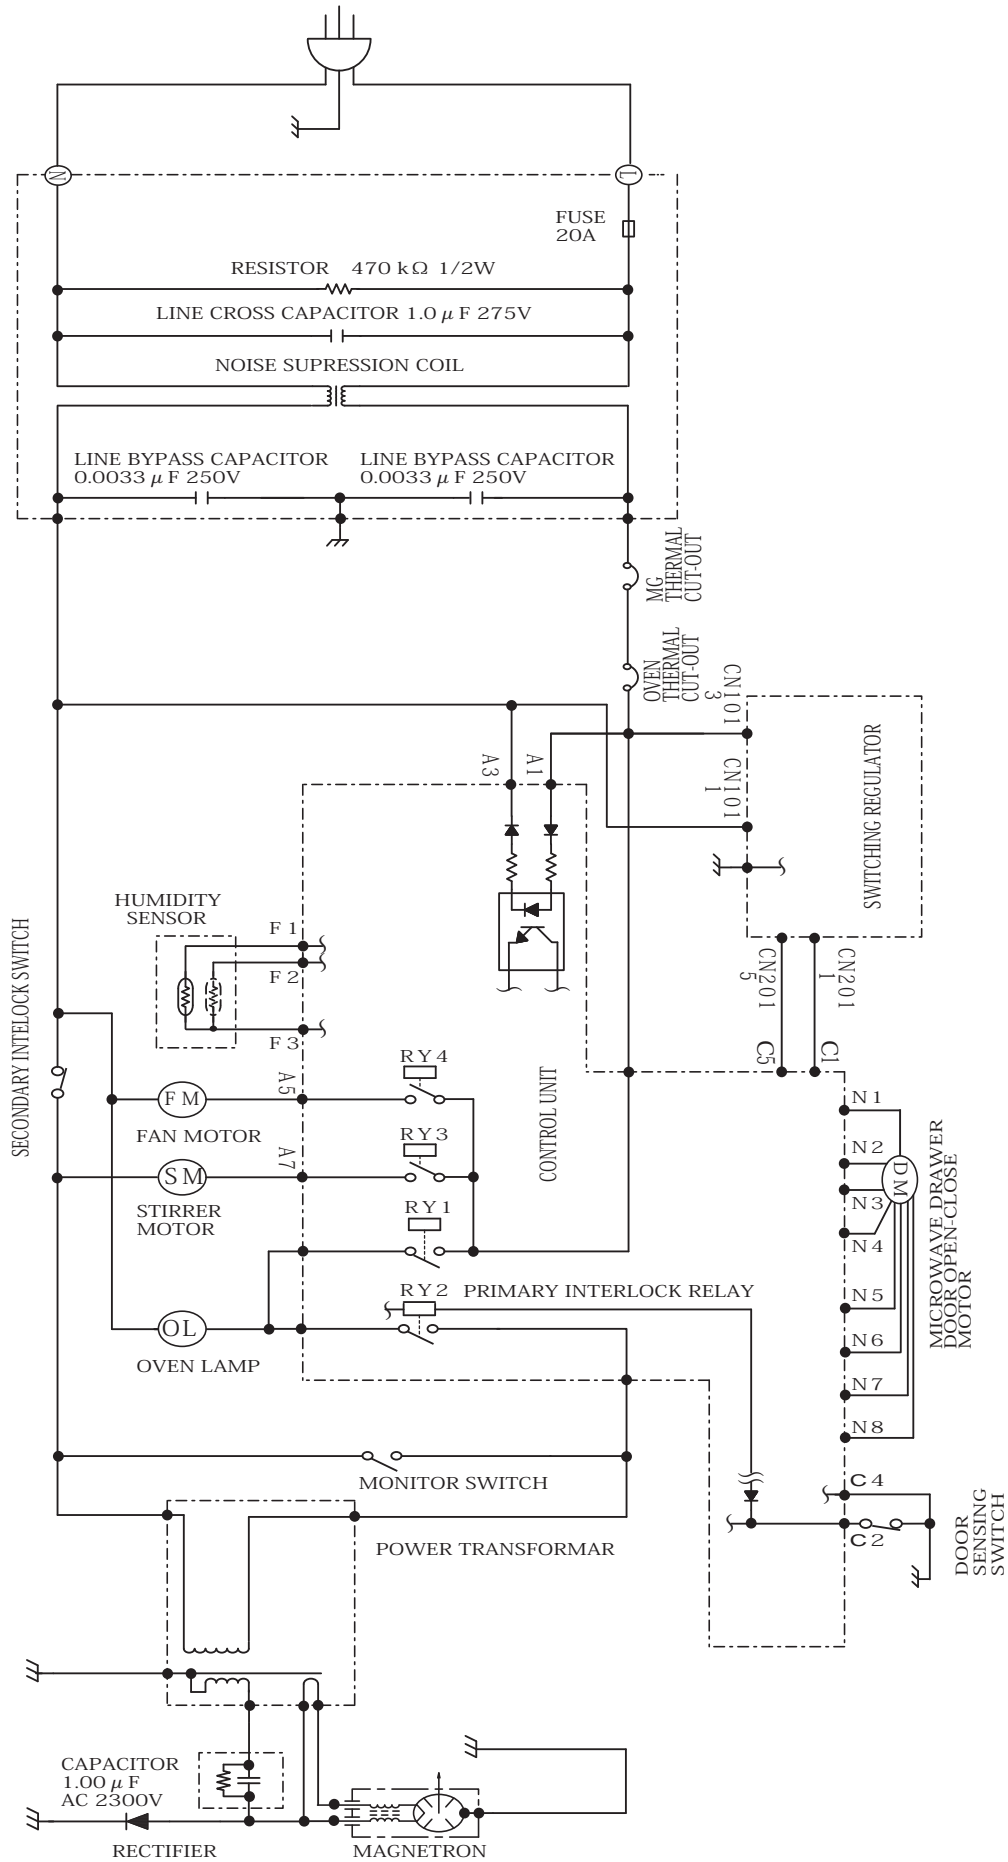 N
L
FUSE
20A
RESISTOR 470 kΩ 1/2W
LINE CROSS CAPACITOR 1.0 μ F 275V
NOISE SUPRESSION COIL
LINE BYPASS CAPACITOR
0.0033 μ F 250V
LINE BYPASS CAPACITOR
0.0033 μ F 250V
MG
THERMAL
CUT-OUT
OVEN
THERMAL
CUT-OUT
CN101
3
CN101
1
A3
A1
SWITCHING REGULATOR
HUMIDITY
SENSOR
F1
F2
F3
CN201
5
CN201
1
C5
C1
SECONDARY INTELOCK SWITCH
CONTROL UNIT
RY4
A5
FM
FAN MOTOR
RY3
A7
SM
STIRRER
MOTOR
RY1
RY2 PRIMARY INTERLOCK RELAY
OL
OVEN LAMP
N1
N2
N3
N4
N5
N6
N7
N8
DM
MICROWAVE DRAWER
DOOR OPEN-CLOSE
MOTOR
MONITOR SWITCH
C4
C2
DOOR
SENSING
SWITCH
POWER TRANSFORMAR
CAPACITOR
1.00 μ F
AC 2300V
RECTIFIER
MAGNETRON